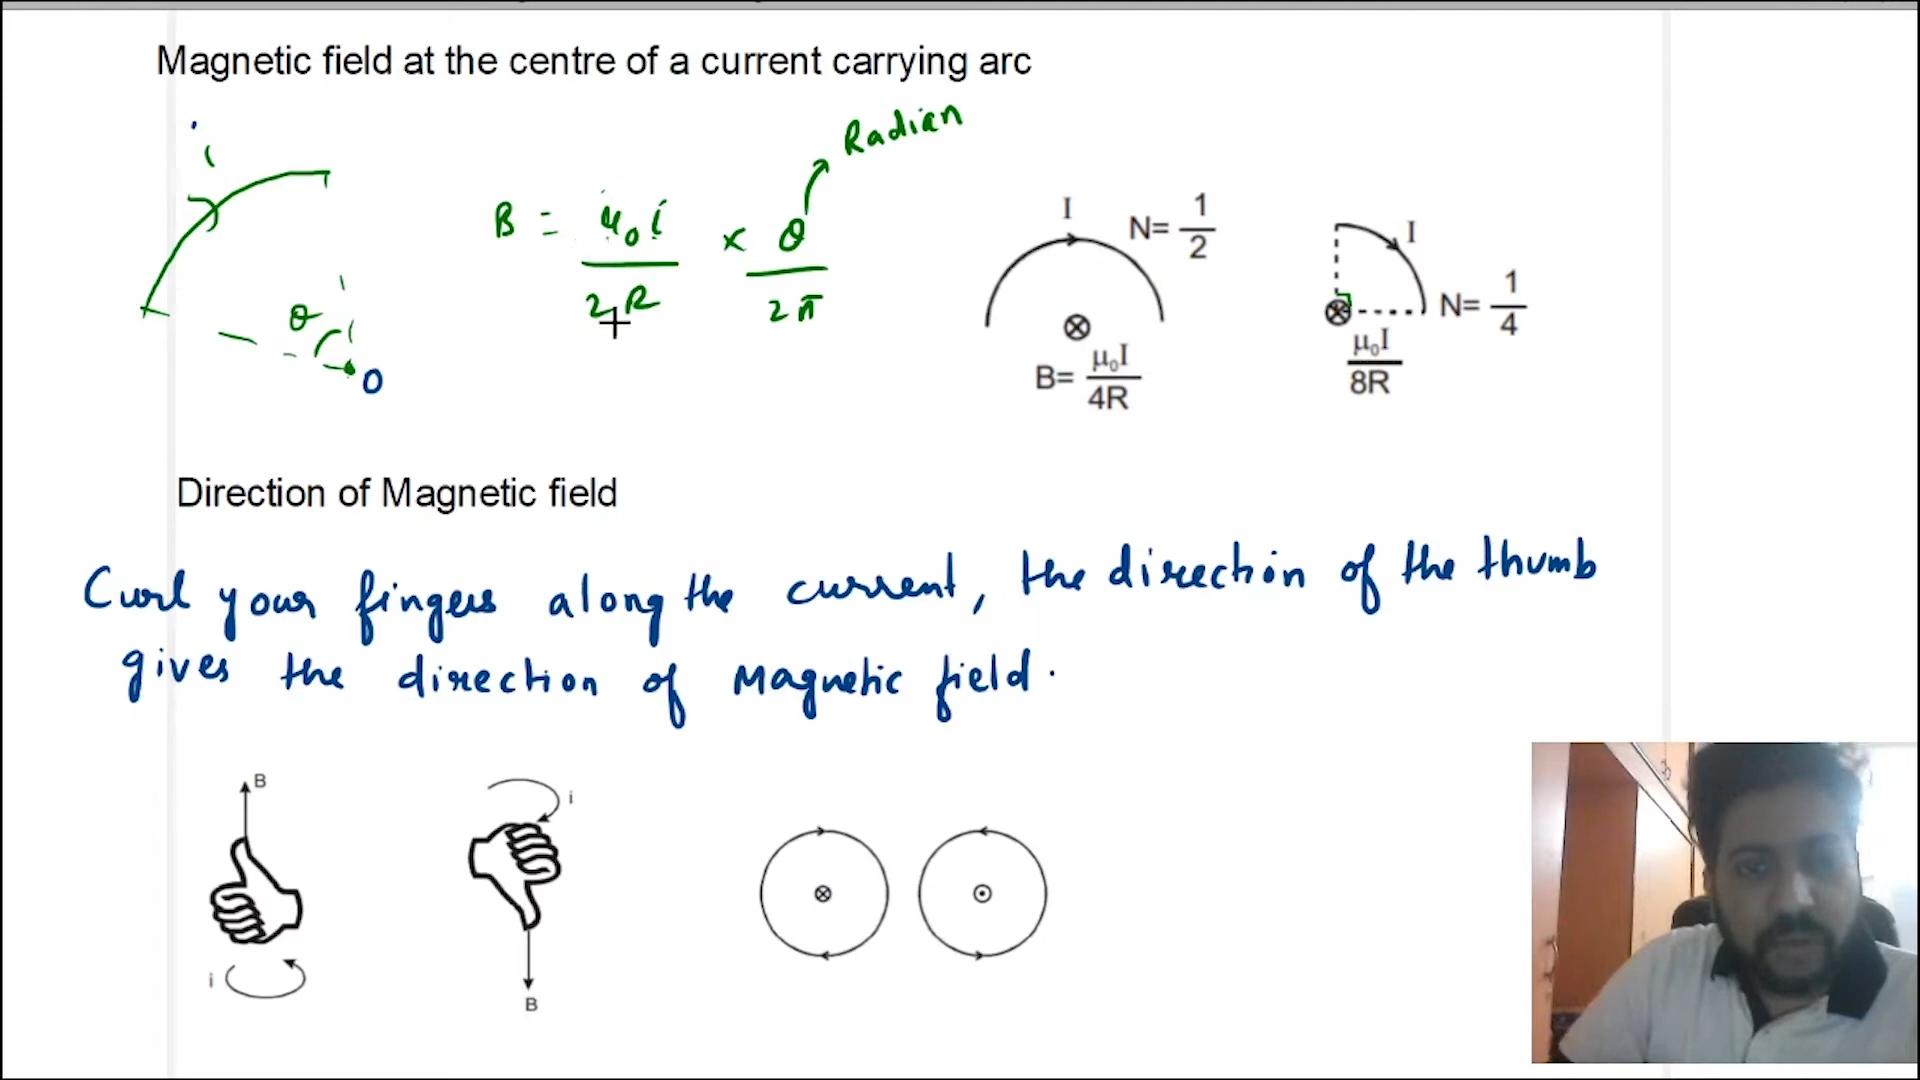 Magnetic field at the centre of a current carrying arc
i
θ
O
B = μ₀i / 2R × θ / 2π
Radian
I
N= 1/2
B= μ₀I / 4R
I
N= 1/4
μ₀I / 8R
Direction of Magnetic field
Curl your fingers along the current, the direction of the thumb
gives the direction of Magnetic field.
B
i
i
B